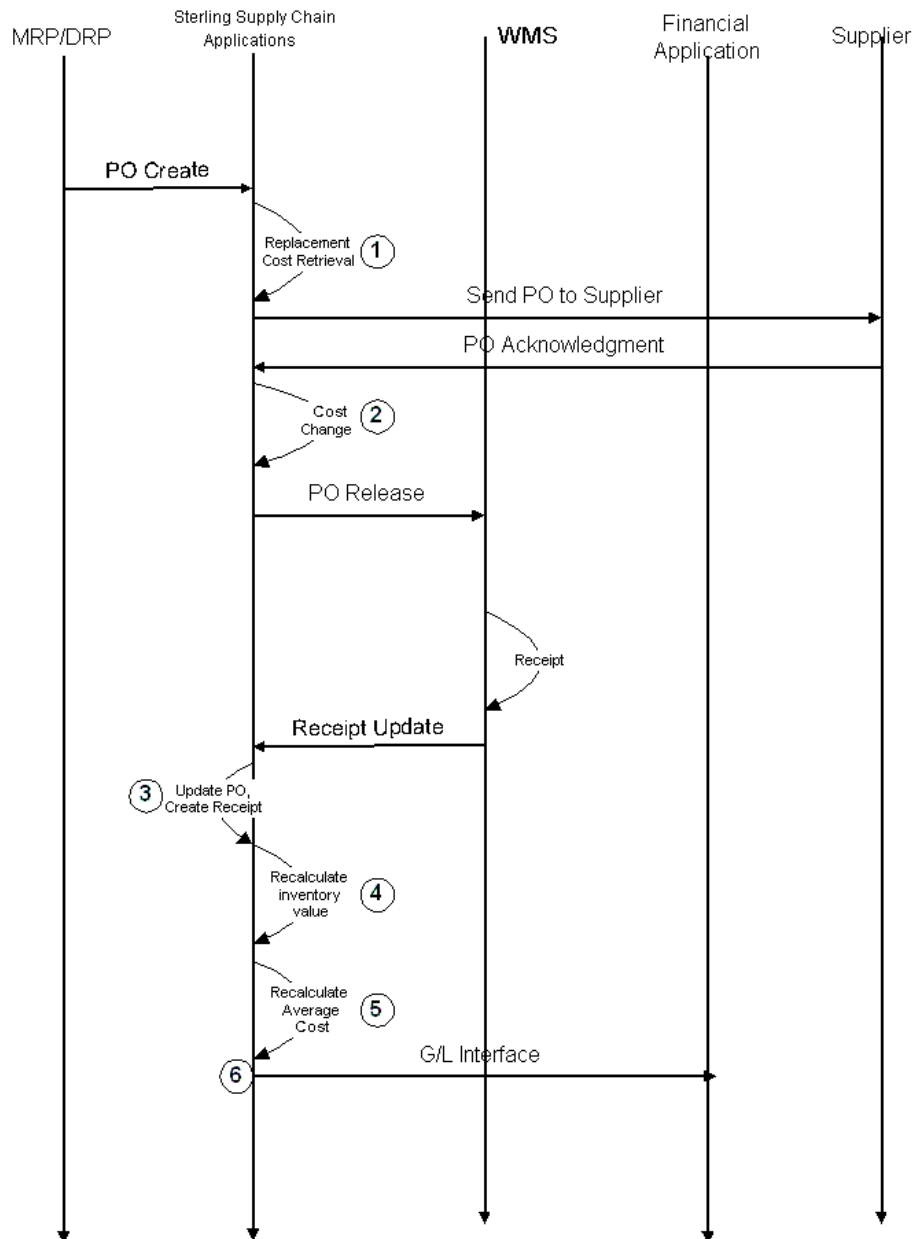 MRP/DRP
Sterling Supply Chain
Applications
WMS
Financial
Application
Supplier
PO Create
Replacement
Cost Retrieval
1
Send PO to Supplier
PO Acknowledgment
Cost
Change
2
PO Release
Receipt
Receipt Update
3
Update PO,
Create Receipt
Recalculate
inventory
value
4
Recalculate
Average
Cost
5
G/L Interface
6